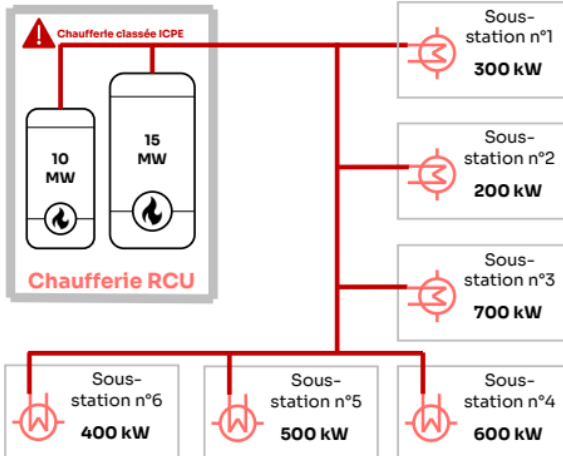 Chaufferie classée ICPE
10
MW
15
MW
Chaufferie RCU
Sous-
station n°1
300 kW
Sous-
station n°2
200 kW
Sous-
station n°3
700 kW
Sous-
station n°6
400 kW
Sous-
station n°5
500 kW
Sous-
station n°4
600 kW